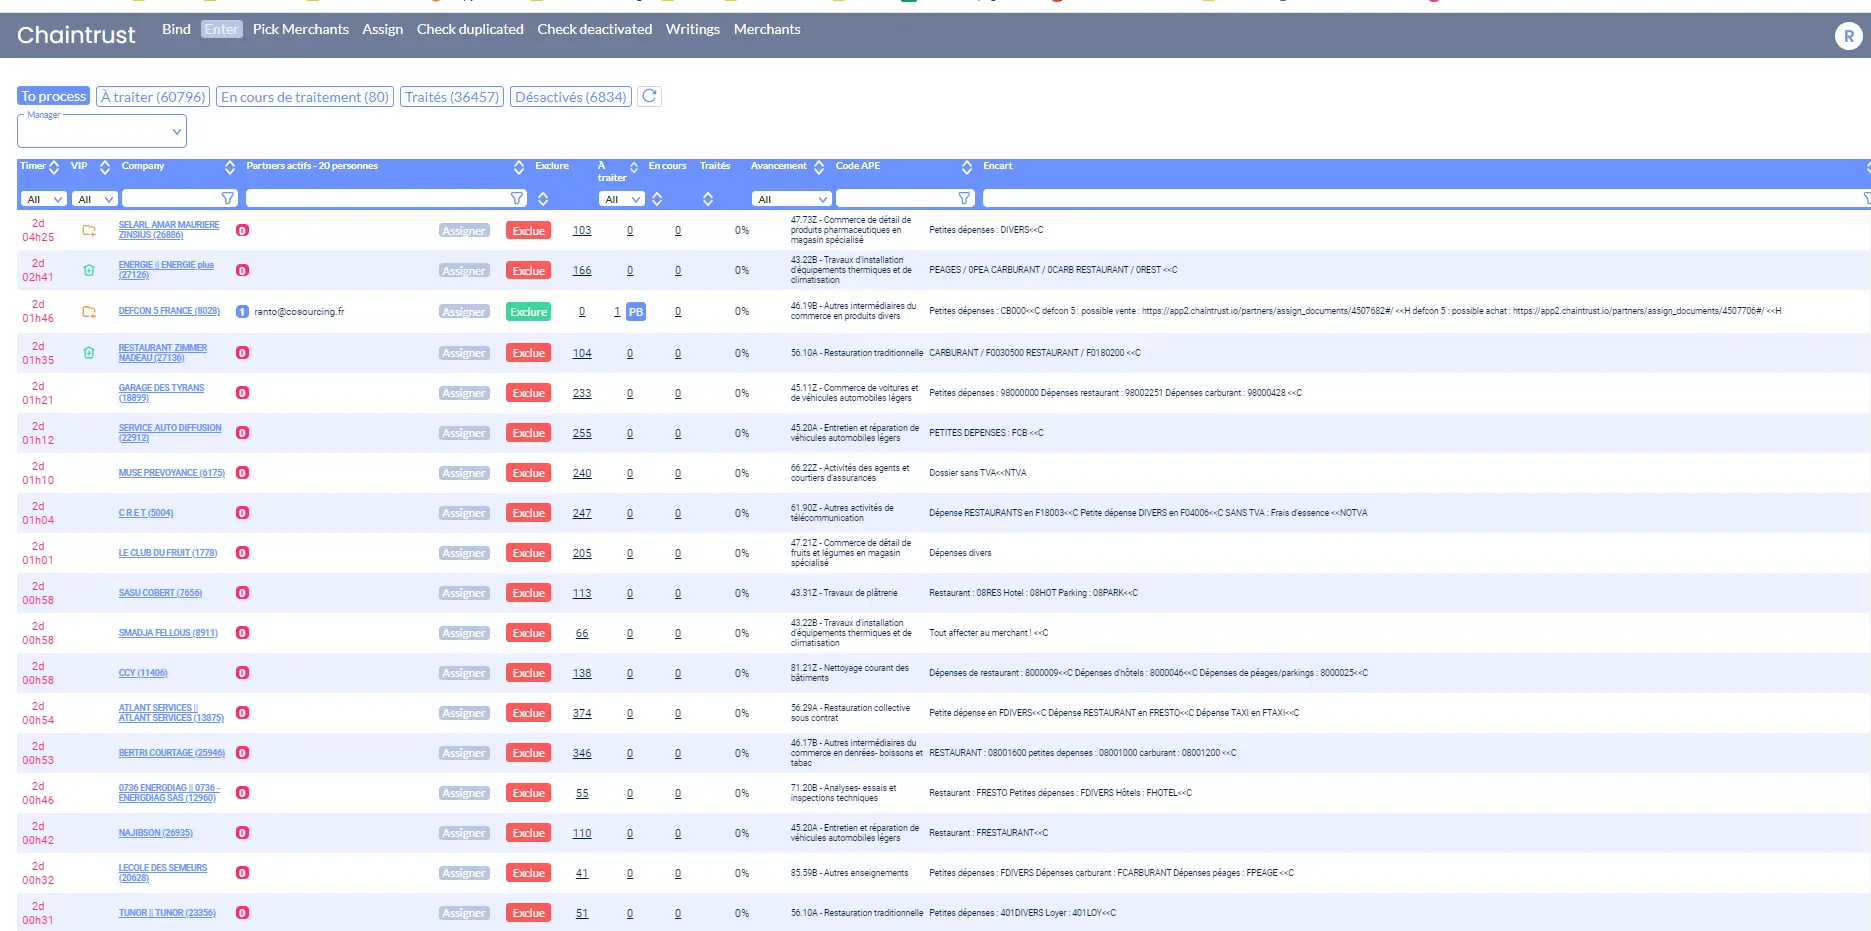 Chaintrust Bind Enter Pick Merchants Assign Check duplicated Check deactivated Writings Merchants R
To process À traiter (60796) En cours de traitement (80) Traités (36457) Désactivés (6834)
Manager
Timer VIP Company Partners actifs - 20 personnes Exclure À traiter En cours Traités Avancement Code APE Encart
All All All All
2d 04h25 SELARL AMAR MAURIERE ZINSIUS (26886) 0 Assigner Exclue 103 0 0 0% 47.73Z - Commerce de détail de produits pharmaceutiques en magasin spécialisé Petites dépenses : DIVERS<<C
2d 02h41 ENERGIE || ENERGIE plus (27126) 0 Assigner Exclue 166 0 0 0% 43.22B - Travaux d'installation d'équipements thermiques et de climatisation PEAGES / 0PEA CARBURANT / 0CARB RESTAURANT / 0REST <<C
2d 01h46 DEFCON 5 FRANCE (8028) 1 ranto@cosourcing.fr Assigner Exclure 0 1 PB 0 0% 46.19B - Autres intermédiaires du commerce en produits divers Petites dépenses : CB000<<C defcon 5 : possible vente : https://app2.chaintrust.io/partners/assign_documents/4507682#/ <<H defcon 5 : possible achat : https://app2.chaintrust.io/partners/assign_documents/4507706#/ <<H
2d 01h35 RESTAURANT ZIMMER NADEAU (27136) 0 Assigner Exclue 104 0 0 0% 56.10A - Restauration traditionnelle CARBURANT / F0030500 RESTAURANT / F0180200 <<C
2d 01h21 GARAGE DES TYRANS (18899) 0 Assigner Exclue 233 0 0 0% 45.11Z - Commerce de voitures et de véhicules automobiles légers Petites dépenses : 98000000 Dépenses restaurant : 98002251 Dépenses carburant : 98000428 <<C
2d 01h12 SERVICE AUTO DIFFUSION (22912) 0 Assigner Exclue 255 0 0 0% 45.20A - Entretien et réparation de véhicules automobiles légers PETITES DEPENSES : FCB <<C
2d 01h10 MUSE PREVOYANCE (6175) 0 Assigner Exclue 240 0 0 0% 66.22Z - Activités des agents et courtiers d'assurances Dossier sans TVA<<NTVA
2d 01h04 C R E T (5004) 0 Assigner Exclue 247 0 0 0% 61.90Z - Autres activités de télécommunication Dépense RESTAURANTS en F18003<<C Petite dépense DIVERS en F04006<<C SANS TVA : Frais d'essence <<NOTVA
2d 01h01 LE CLUB DU FRUIT (1778) 0 Assigner Exclue 205 0 0 0% 47.21Z - Commerce de détail de fruits et légumes en magasin spécialisé Dépenses divers
2d 00h58 SASU COBERT (7656) 0 Assigner Exclue 113 0 0 0% 43.31Z - Travaux de plâtrerie Restaurant : 08RES Hotel : 08HOT Parking : 08PARK<<C
2d 00h58 SMADJA FELLOUS (8911) 0 Assigner Exclue 66 0 0 0% 43.22B - Travaux d'installation d'équipements thermiques et de climatisation Tout affecter au merchant ! <<C
2d 00h58 CCY (11406) 0 Assigner Exclue 138 0 0 0% 81.21Z - Nettoyage courant des bâtiments Dépenses de restaurant : 8000009<<C Dépenses d'hôtels : 8000046<<C Dépenses de péages/parkings : 8000025<<C
2d 00h54 ATLANT SERVICES || ATLANT SERVICES (13875) 0 Assigner Exclue 374 0 0 0% 56.29A - Restauration collective sous contrat Petite dépense en FDIVERS<<C Dépense RESTAURANT en FRESTO<<C Dépense TAXI en FTAXI<<C
2d 00h53 BERTRI COURTAGE (25946) 0 Assigner Exclue 346 0 0 0% 46.17B - Autres intermédiaires du commerce en denrées- boissons et tabac RESTAURANT : 08001600 petites depenses : 08001000 carburant : 08001200 <<C
2d 00h46 0736 ENERGDIAG || 0736 - ENERGDIAG SAS (12960) 0 Assigner Exclue 55 0 0 0% 71.20B - Analyses- essais et inspections techniques Restaurant : FRESTO Petites dépenses : FDIVERS Hôtels : FHOTEL<<C
2d 00h42 NAJIBSON (26935) 0 Assigner Exclue 110 0 0 0% 45.20A - Entretien et réparation de véhicules automobiles légers Restaurant : FRESTAURANT<<C
2d 00h32 LECOLE DES SEMEURS (20628) 0 Assigner Exclue 41 0 0 0% 85.59B - Autres enseignements Petites dépenses : FDIVERS Dépenses carburant : FCARBURANT Dépenses péages : FPEAGE <<C
2d 00h31 TUNOR || TUNOR (23356) 0 Assigner Exclue 51 0 0 0% 56.10A - Restauration traditionnelle Petites dépenses : 401DIVERS Loyer : 401LOY<<C